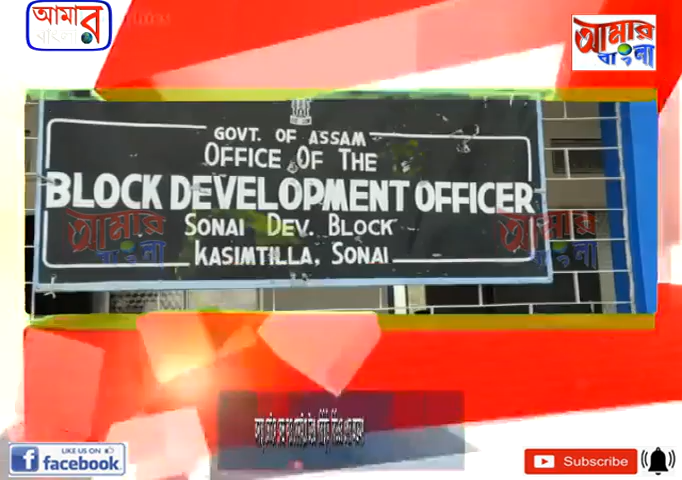 আমার
বাংলা
আমার
বাংলা
GOVT. OF ASSAM
OFFICE OF THE
BLOCK DEVELOPMENT OFFICER
SONAI DEV. BLOCK
KASIMTILLA, SONAI
আমার
বাংলা
আমার
বাংলা
LIKE US ON
facebook.
Subscribe